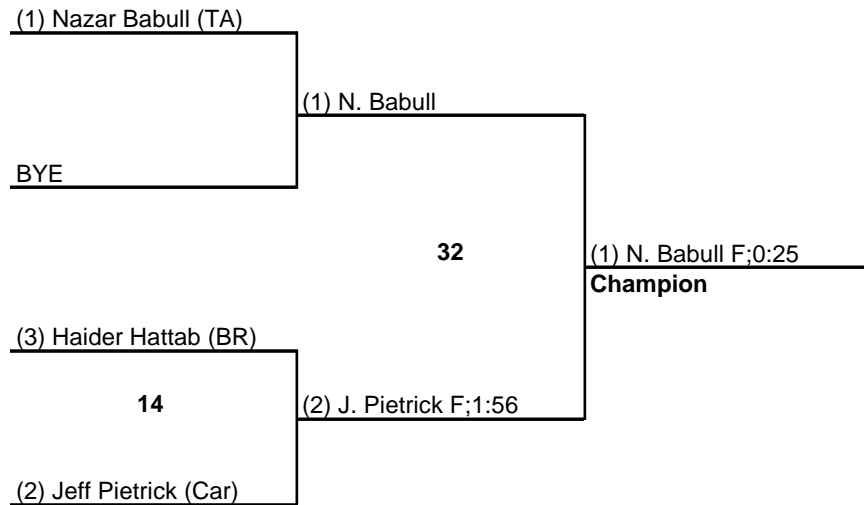 (1) Nazar Babull (TA)
(1) N. Babull
BYE
32
(1) N. Babull F;0:25
Champion
(3) Haider Hattab (BR)
14
(2) J. Pietrick F;1:56
(2) Jeff Pietrick (Car)